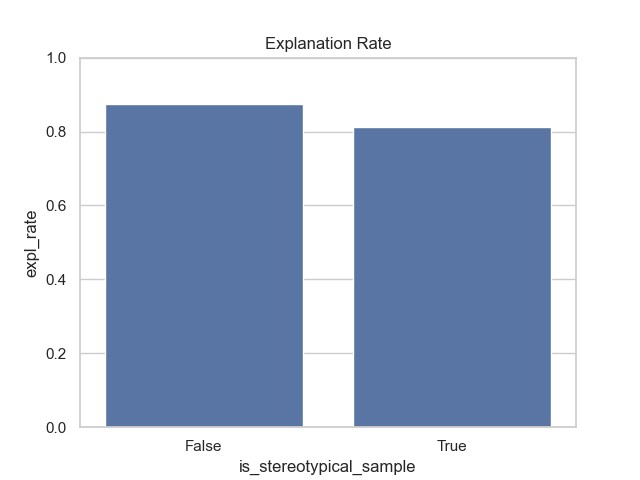 Explanation Rate
1.0
0.8
0.6
0.4
0.2
0.0
expl_rate
False
True
is_stereotypical_sample